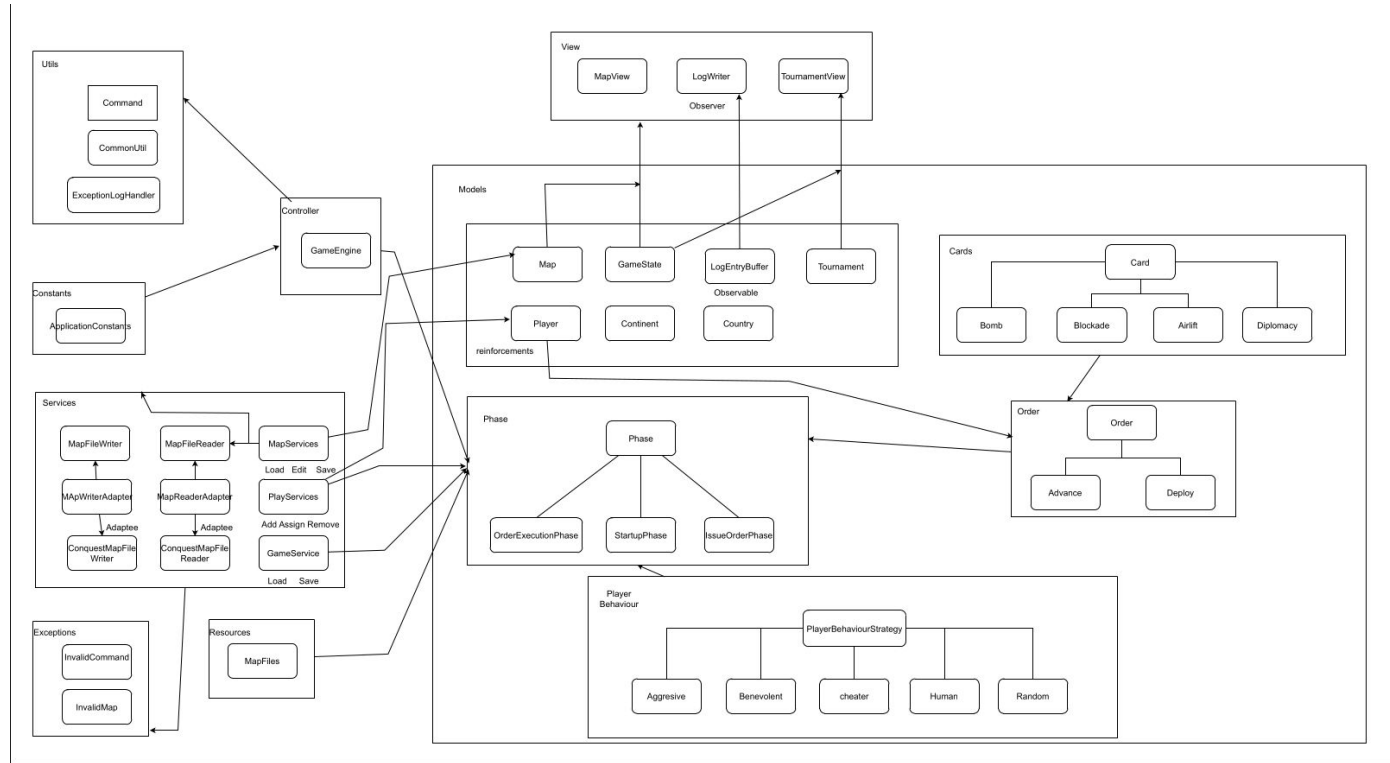 View
Utils
MapView
LogWriter
TournamentView
Command
Observer
CommonUtil
ExceptionLogHandler
Models
Controller
GameEngine
Map
GameState
LogEntryBuffer
Tournament
Observable
Cards
Card
Constants
ApplicationConstants
Player
Continent
Country
reinforcements
Bomb
Blockade
Airlift
Diplomacy
Services
MapFileWriter
MapFileReader
MapServices
Load Edit Save
MApWriterAdapter
MapReaderAdapter
PlayServices
Adaptee
Adaptee
Add Assign Remove
ConquestMapFile
Writer
ConquestMapFile
Reader
GameService
Load Save
Phase
Phase
OrderExecutionPhase
StartupPhase
IssueOrderPhase
Order
Order
Advance
Deploy
Player
Behaviour
PlayerBehaviourStrategy
Aggresive
Benevolent
cheater
Human
Random
Exceptions
InvalidCommand
InvalidMap
Resources
MapFiles